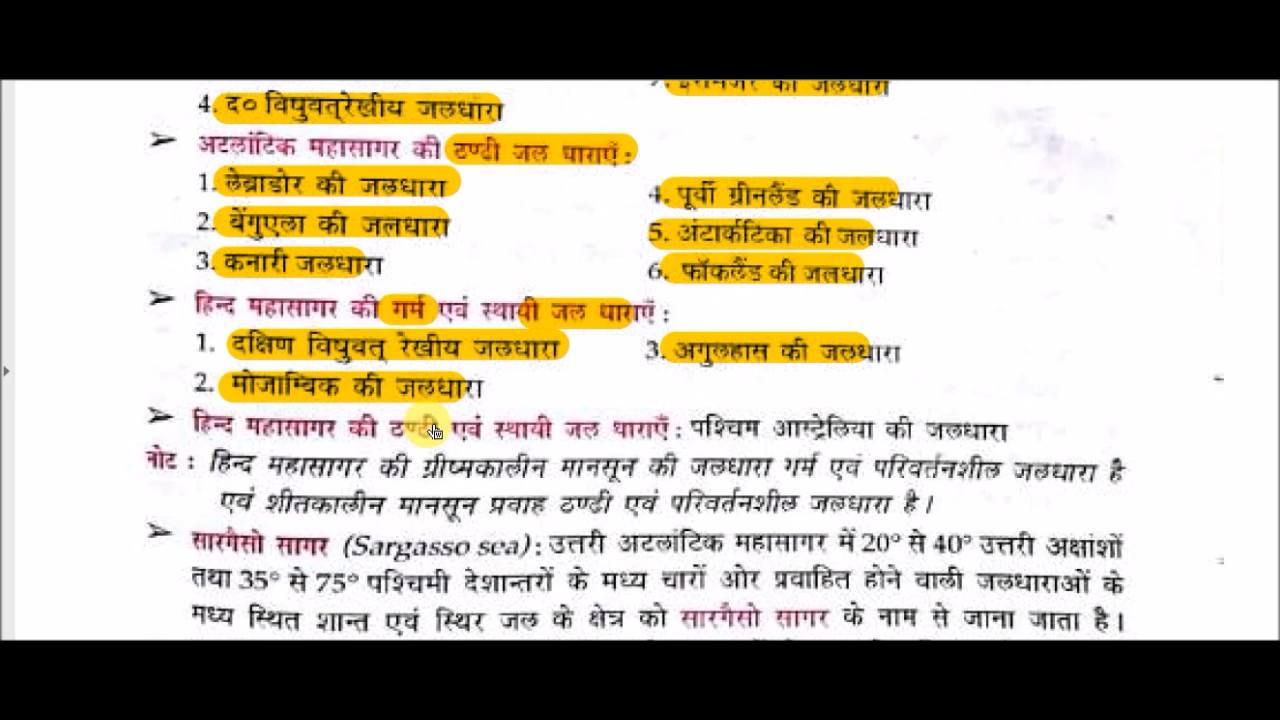 की जलधारा
4. द० विषुवत्‌रेखीय जलधारा
➢ अटलांटिक महासागर की ठण्ढी जल धाराएँ :
1. लेब्राडोर की जलधारा 4. पूर्वी ग्रीनलैंड की जलधारा
2. बेंगुएला की जलधारा 5. अंटार्कटिका की जलधारा
3. कनारी जलधारा 6. फॉकलैंड की जलधारा
➢ हिन्द महासागर की गर्म एवं स्थायी जल धाराएँ :
1. दक्षिण विषुवत् रेखीय जलधारा 3. अगुलहास की जलधारा
2. मोजाम्बिक की जलधारा
➢ हिन्द महासागर की ठण्ढी एवं स्थायी जल धाराएँ : पश्चिम आस्ट्रेलिया की जलधारा
नोट : हिन्द महासागर की ग्रीष्मकालीन मानसून की जलधारा गर्म एवं परिवर्तनशील जलधारा है
एवं शीतकालीन मानसून प्रवाह ठण्ढी एवं परिवर्तनशील जलधारा है।
➢ सारगैसो सागर (Sargasso sea) : उत्तरी अटलांटिक महासागर में 20° से 40° उत्तरी अक्षांशों
तथा 35° से 75° पश्चिमी देशान्तरों के मध्य चारों ओर प्रवाहित होने वाली जलधाराओं के
मध्य स्थित शान्त एवं स्थिर जल के क्षेत्र को सारगैसो सागर के नाम से जाना जाता है।